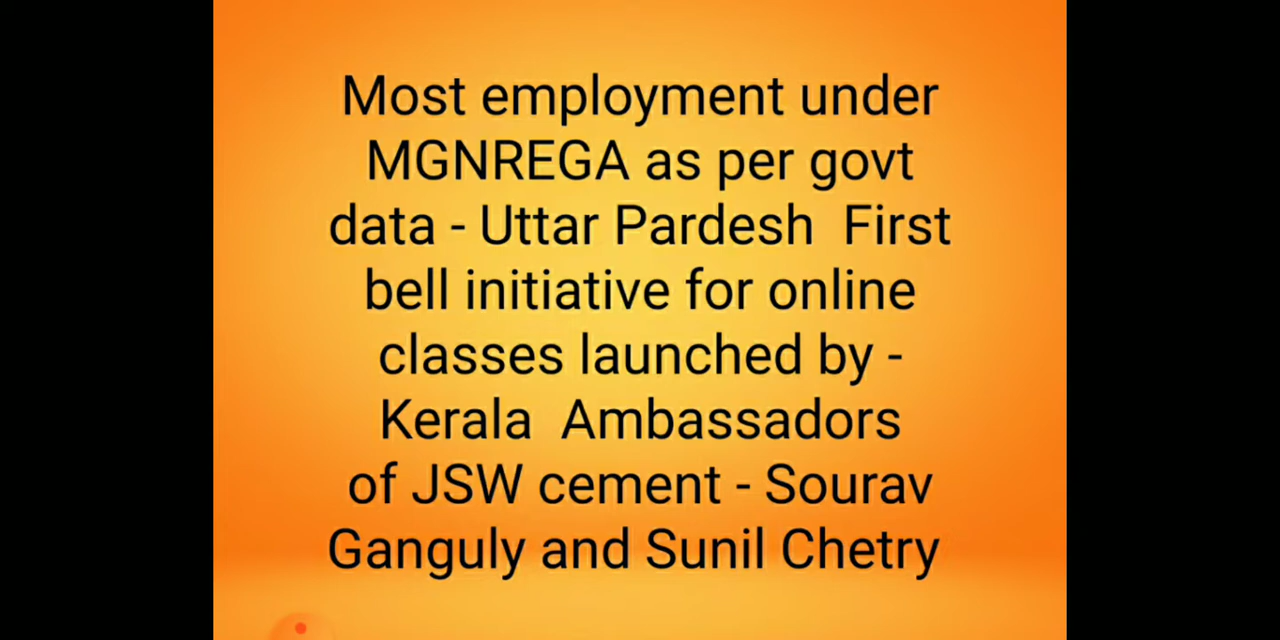 Most employment under
MGNREGA as per govt
data - Uttar Pardesh  First
bell initiative for online
classes launched by -
Kerala  Ambassadors
of JSW cement - Sourav
Ganguly and Sunil Chetry